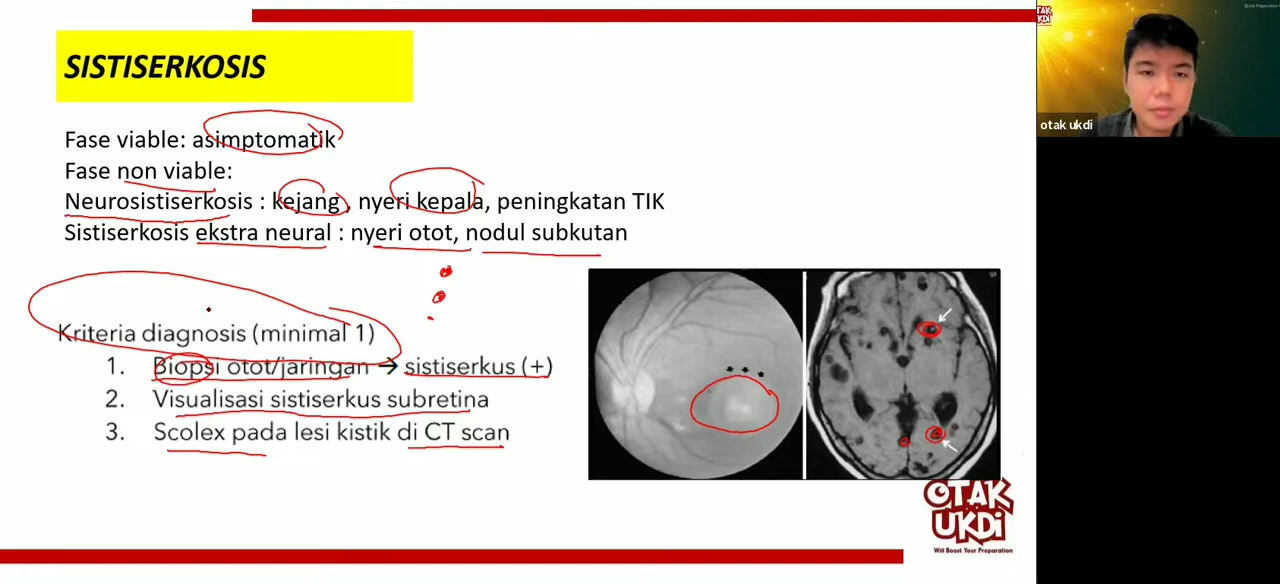 SISTISERKOSIS
Fase viable: asimptomatik
Fase non viable:
Neurosistiserkosis : kejang , nyeri kepala, peningkatan TIK
Sistiserkosis ekstra neural : nyeri otot, nodul subkutan
Kriteria diagnosis (minimal 1)
1. Biopsi otot/jaringan → sistiserkus (+)
2. Visualisasi sistiserkus subretina
3. Scolex pada lesi kistik di CT scan
OTAK
UKDI
Will Boost Your Preparation
OTAK
UKDI
otak ukdi